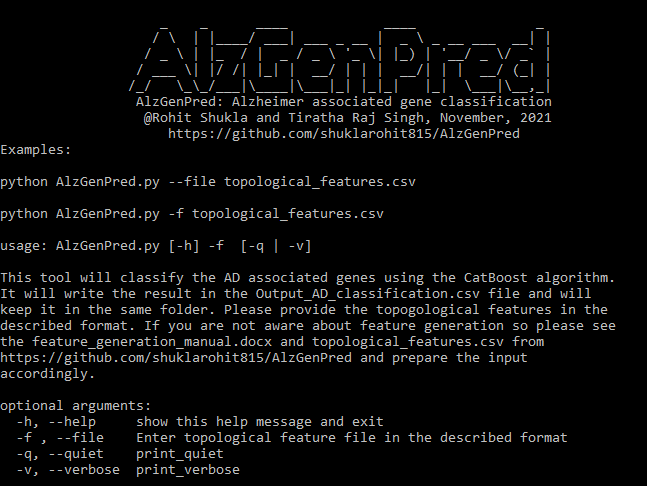 AlzGenPred
AlzGenPred: Alzheimer associated gene classification
@Rohit Shukla and Tiratha Raj Singh, November, 2021
https://github.com/shuklarohit815/AlzGenPred
Examples:
python AlzGenPred.py --file topological_features.csv
python AlzGenPred.py -f topological_features.csv
usage: AlzGenPred.py [-h] -f  [-q | -v]
This tool will classify the AD associated genes using the CatBoost algorithm.
It will write the result in the Output_AD_classification.csv file and will
keep it in the same folder. Please provide the topogological features in the
described format. If you are not aware about feature generation so please see
the feature_generation_manual.docx and topological_features.csv from
https://github.com/shuklarohit815/AlzGenPred and prepare the input
accordingly.
optional arguments:
-h, --help     show this help message and exit
-f , --file    Enter topological feature file in the described format
-q, --quiet    print_quiet
-v, --verbose  print_verbose